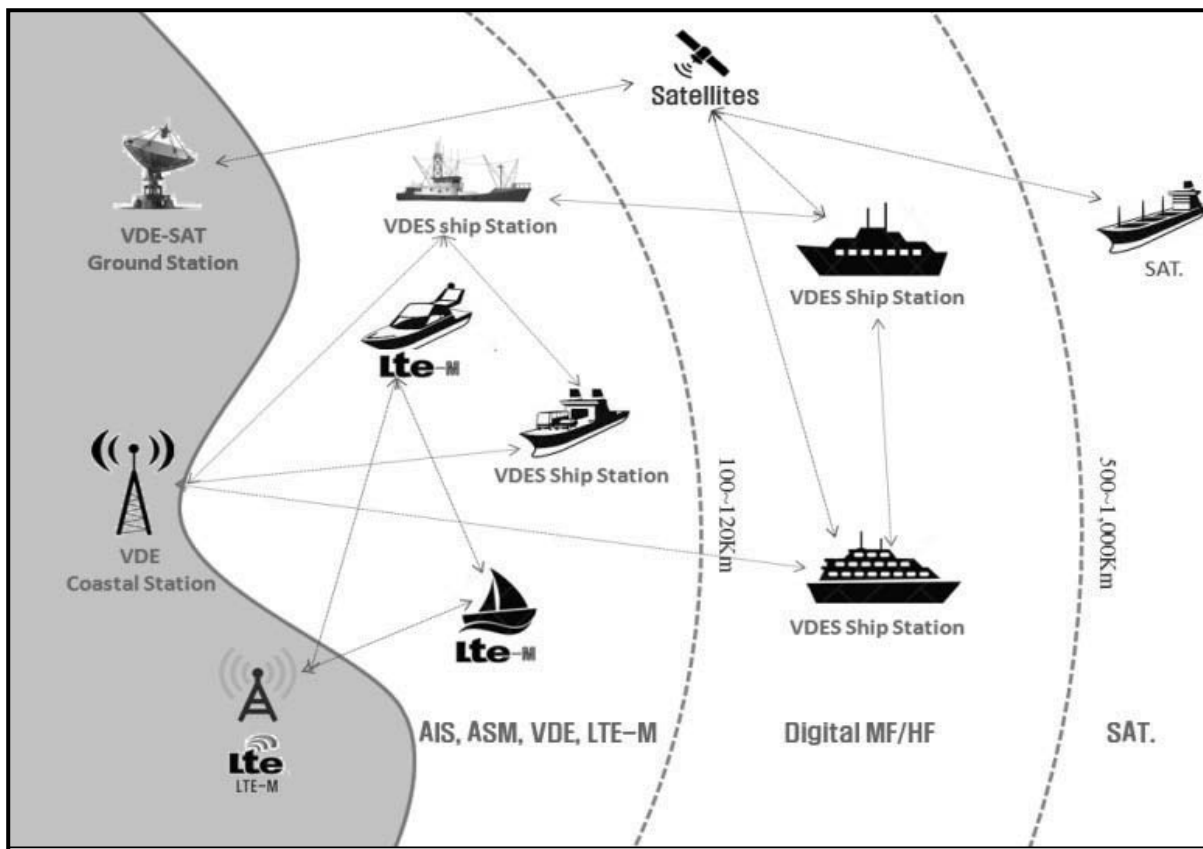 Satellites
VDE-SAT
Ground Station
VDES ship Station
SAT.
VDES Ship Station
Lte-M
VDES Ship Station
100~120Km
500~1,000Km
VDE
Coastal Station
VDES Ship Station
Lte-M
Lte
LTE-M
AIS, ASM, VDE, LTE-M
Digital MF/HF
SAT.